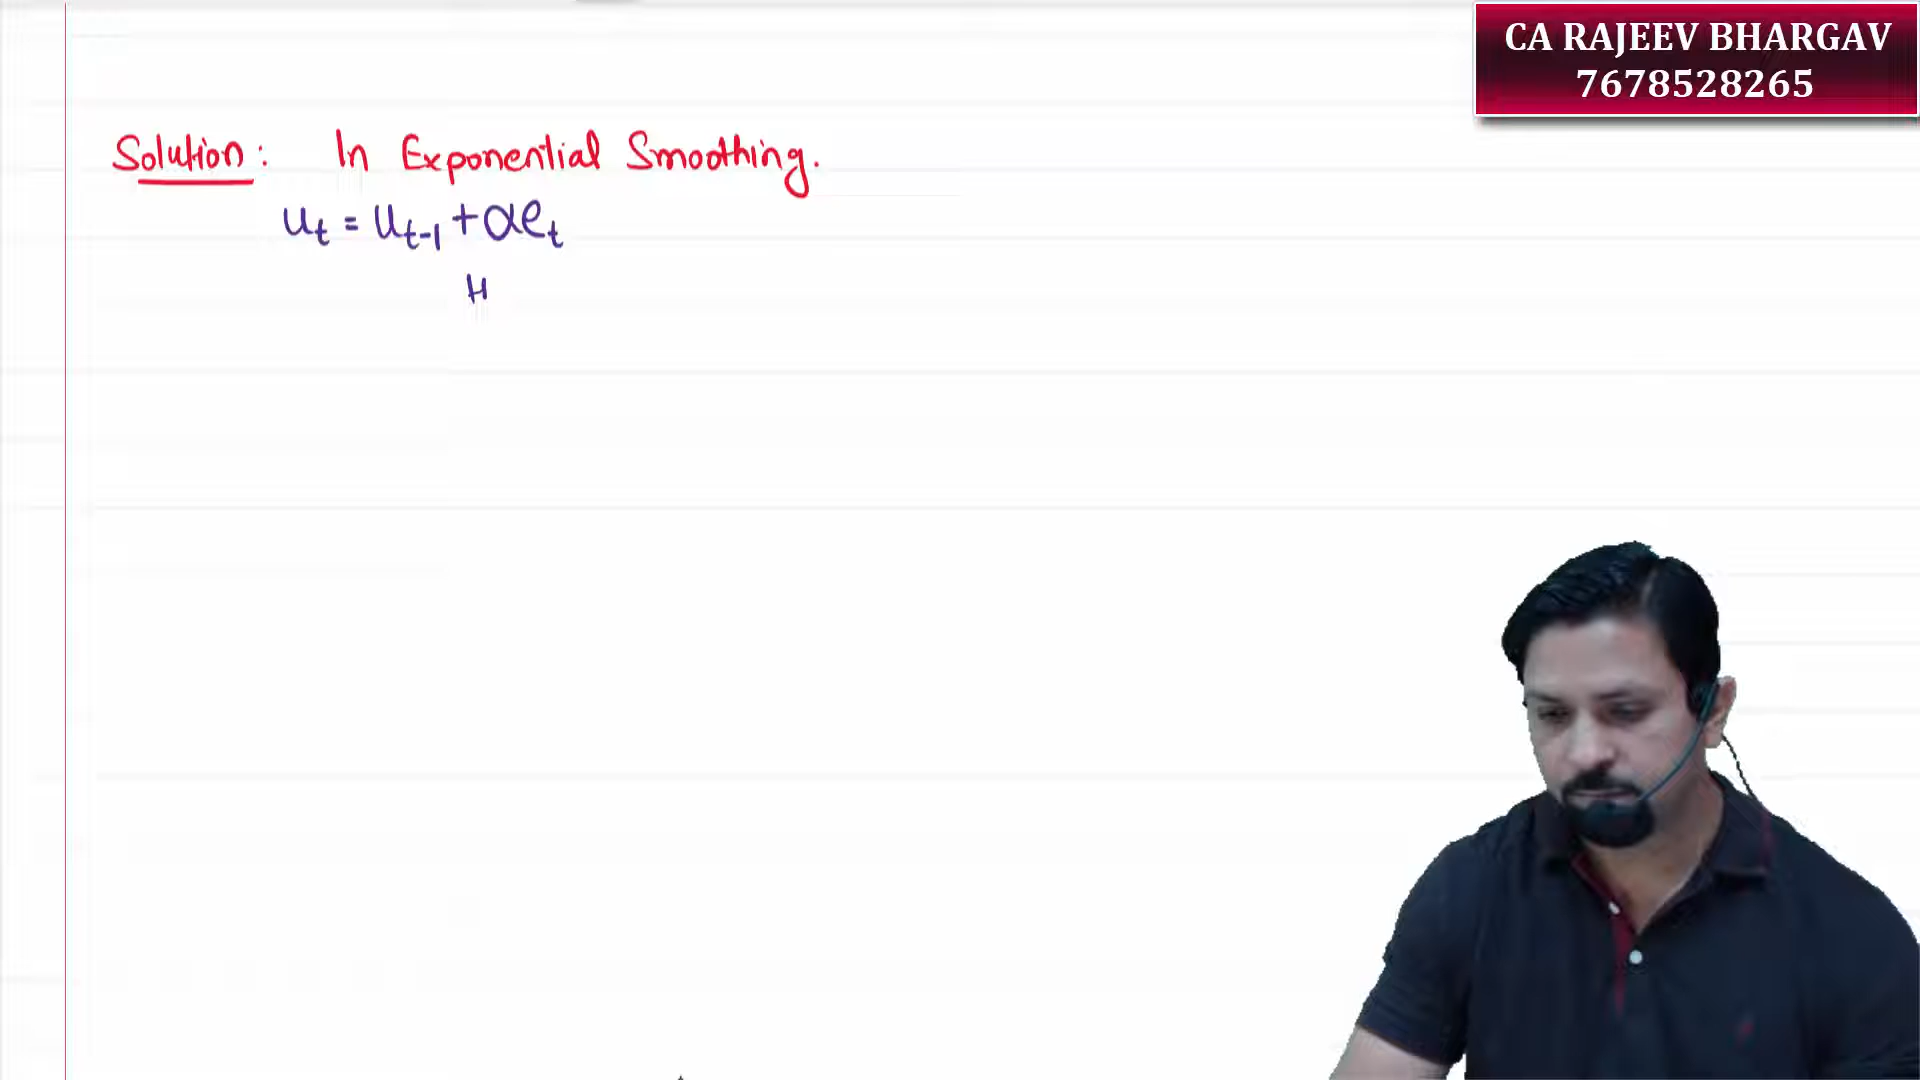 CA RAJEEV BHARGAV
7678528265
Solution: In Exponential Smoothing.
uₜ = uₜ₋₁ + αeₜ
H